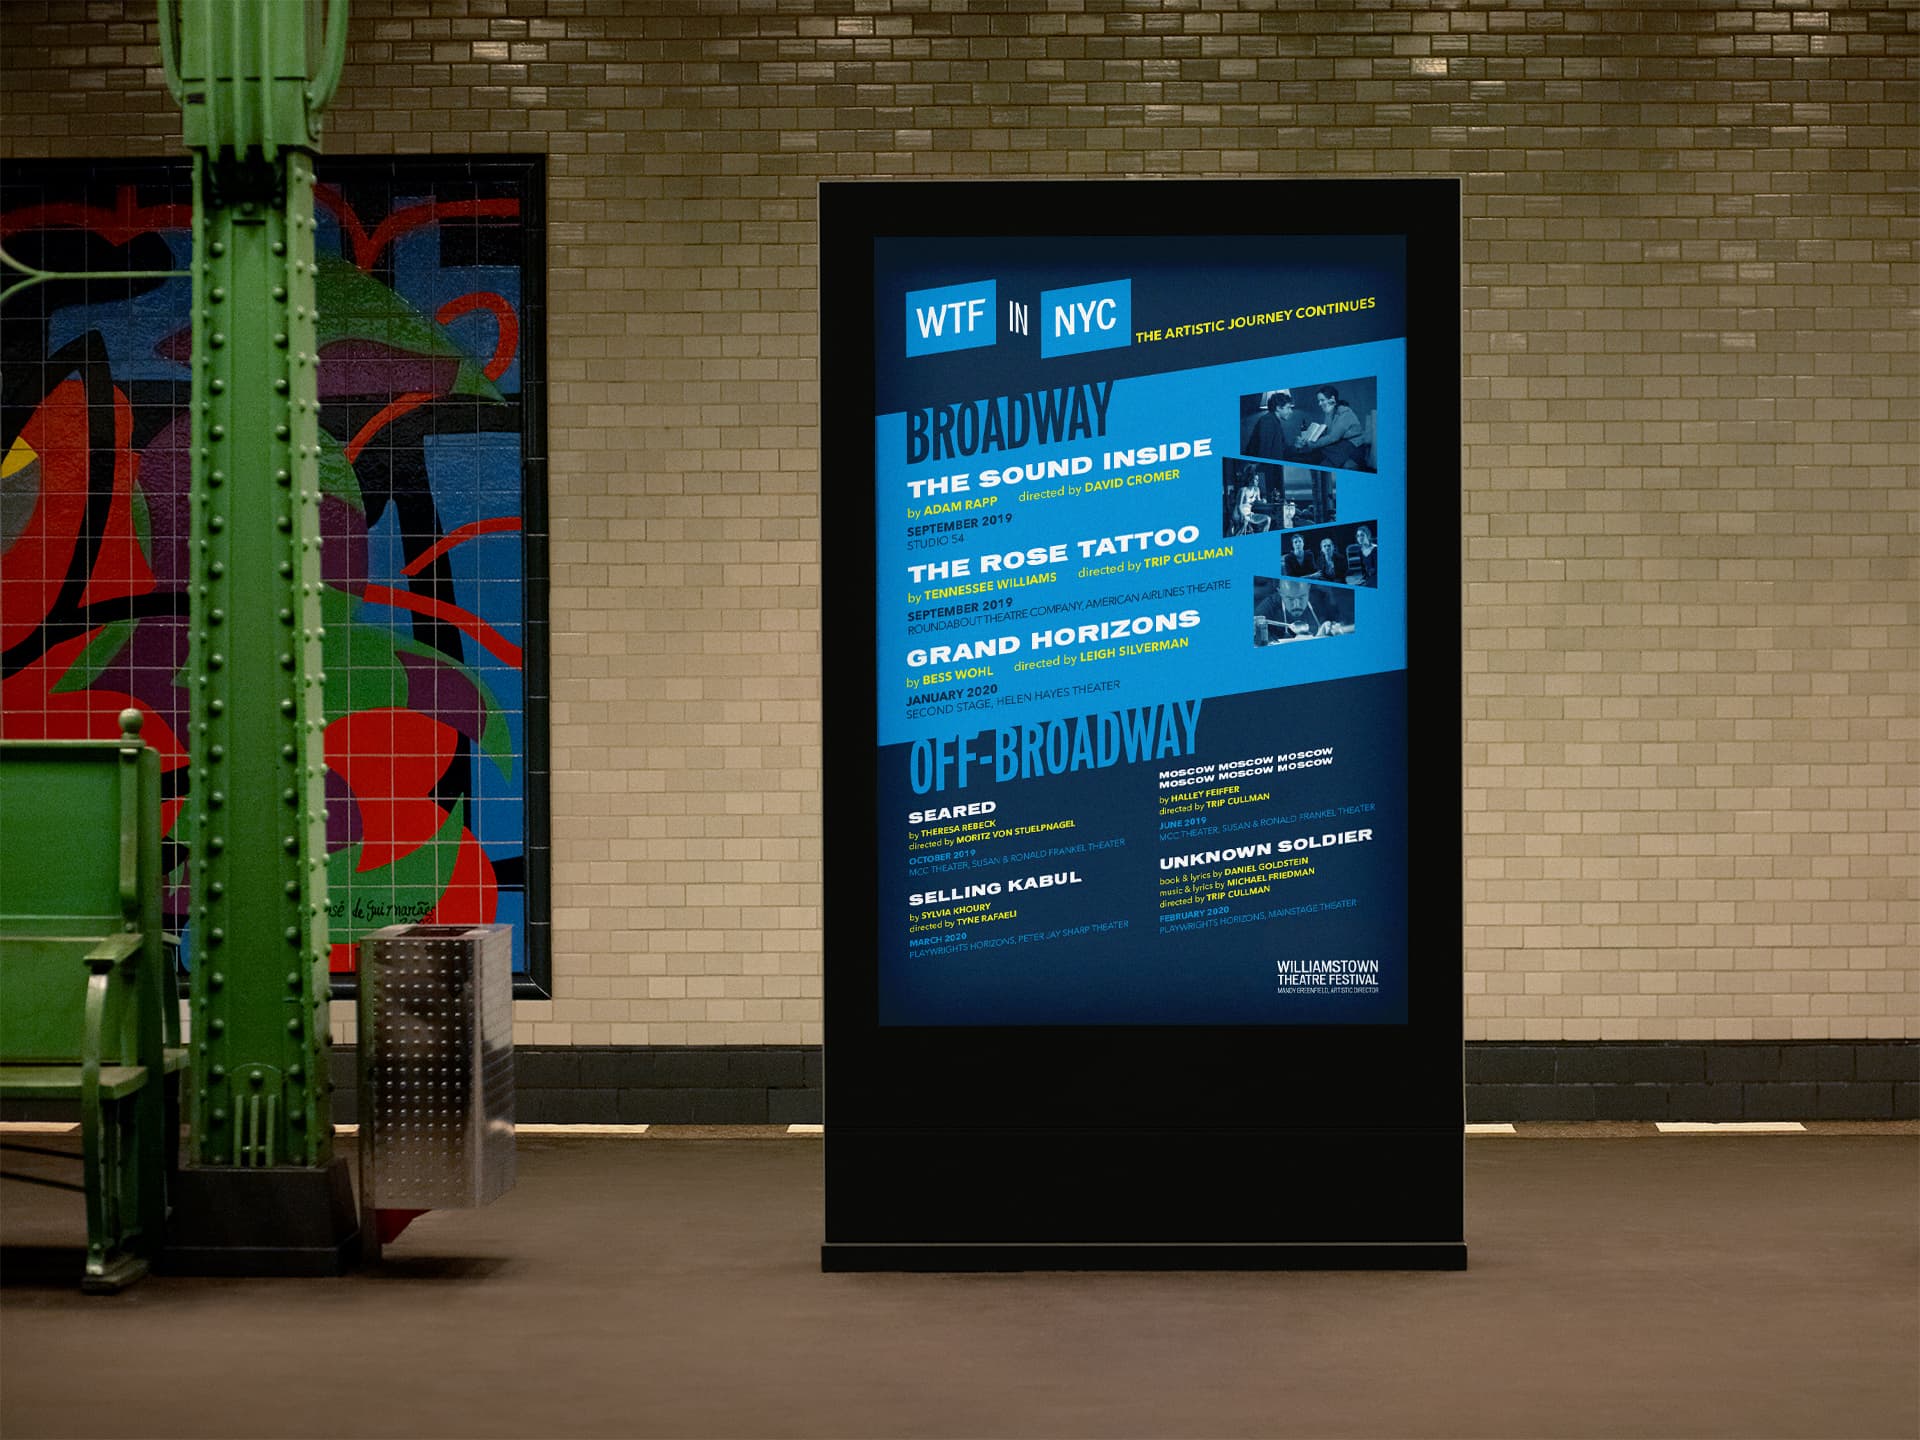 WTF IN NYC THE ARTISTIC JOURNEY CONTINUES
BROADWAY
THE SOUND INSIDE
by ADAM RAPP directed by DAVID CROMER
SEPTEMBER 2019
STUDIO 54
THE ROSE TATTOO
by TENNESSEE WILLIAMS directed by TRIP CULLMAN
SEPTEMBER 2019
ROUNDABOUT THEATRE COMPANY, AMERICAN AIRLINES THEATRE
GRAND HORIZONS
by BESS WOHL directed by LEIGH SILVERMAN
JANUARY 2020
SECOND STAGE, HELEN HAYES THEATER
OFF-BROADWAY
SEARED
by THERESA REBECK
directed by MORITZ VON STUELPNAGEL
OCTOBER 2019
MCC THEATER, SUSAN & RONALD FRANKEL THEATER
SELLING KABUL
by SYLVIA KHOURY
directed by TYNE RAFAELI
MARCH 2020
PLAYWRIGHTS HORIZONS, PETER JAY SHARP THEATER
MOSCOW MOSCOW MOSCOW
MOSCOW MOSCOW MOSCOW
by HALLEY FEIFFER
directed by TRIP CULLMAN
JUNE 2019
MCC THEATER, SUSAN & RONALD FRANKEL THEATER
UNKNOWN SOLDIER
book & lyrics by DANIEL GOLDSTEIN
music & lyrics by MICHAEL FRIEDMAN
directed by TRIP CULLMAN
FEBRUARY 2020
PLAYWRIGHTS HORIZONS, MAINSTAGE THEATER
WILLIAMSTOWN
THEATRE FESTIVAL
MANDY GREENFIELD, ARTISTIC DIRECTOR
de Guimarães